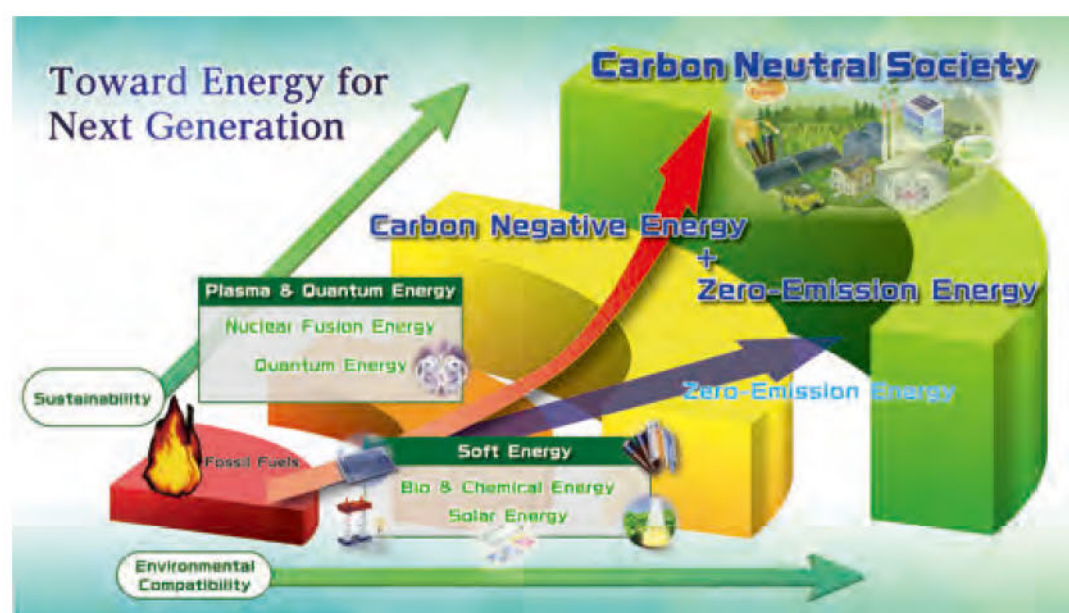 Toward Energy for
Next Generation
Carbon Neutral Society
Carbon Negative Energy
+
Zero-Emission Energy
Plasma & Quantum Energy
Nuclear Fusion Energy
Quantum Energy
Zero-Emission Energy
Sustainability
Fossil Fuels
Soft Energy
Bio & Chemical Energy
Solar Energy
Environmental
Compatibility